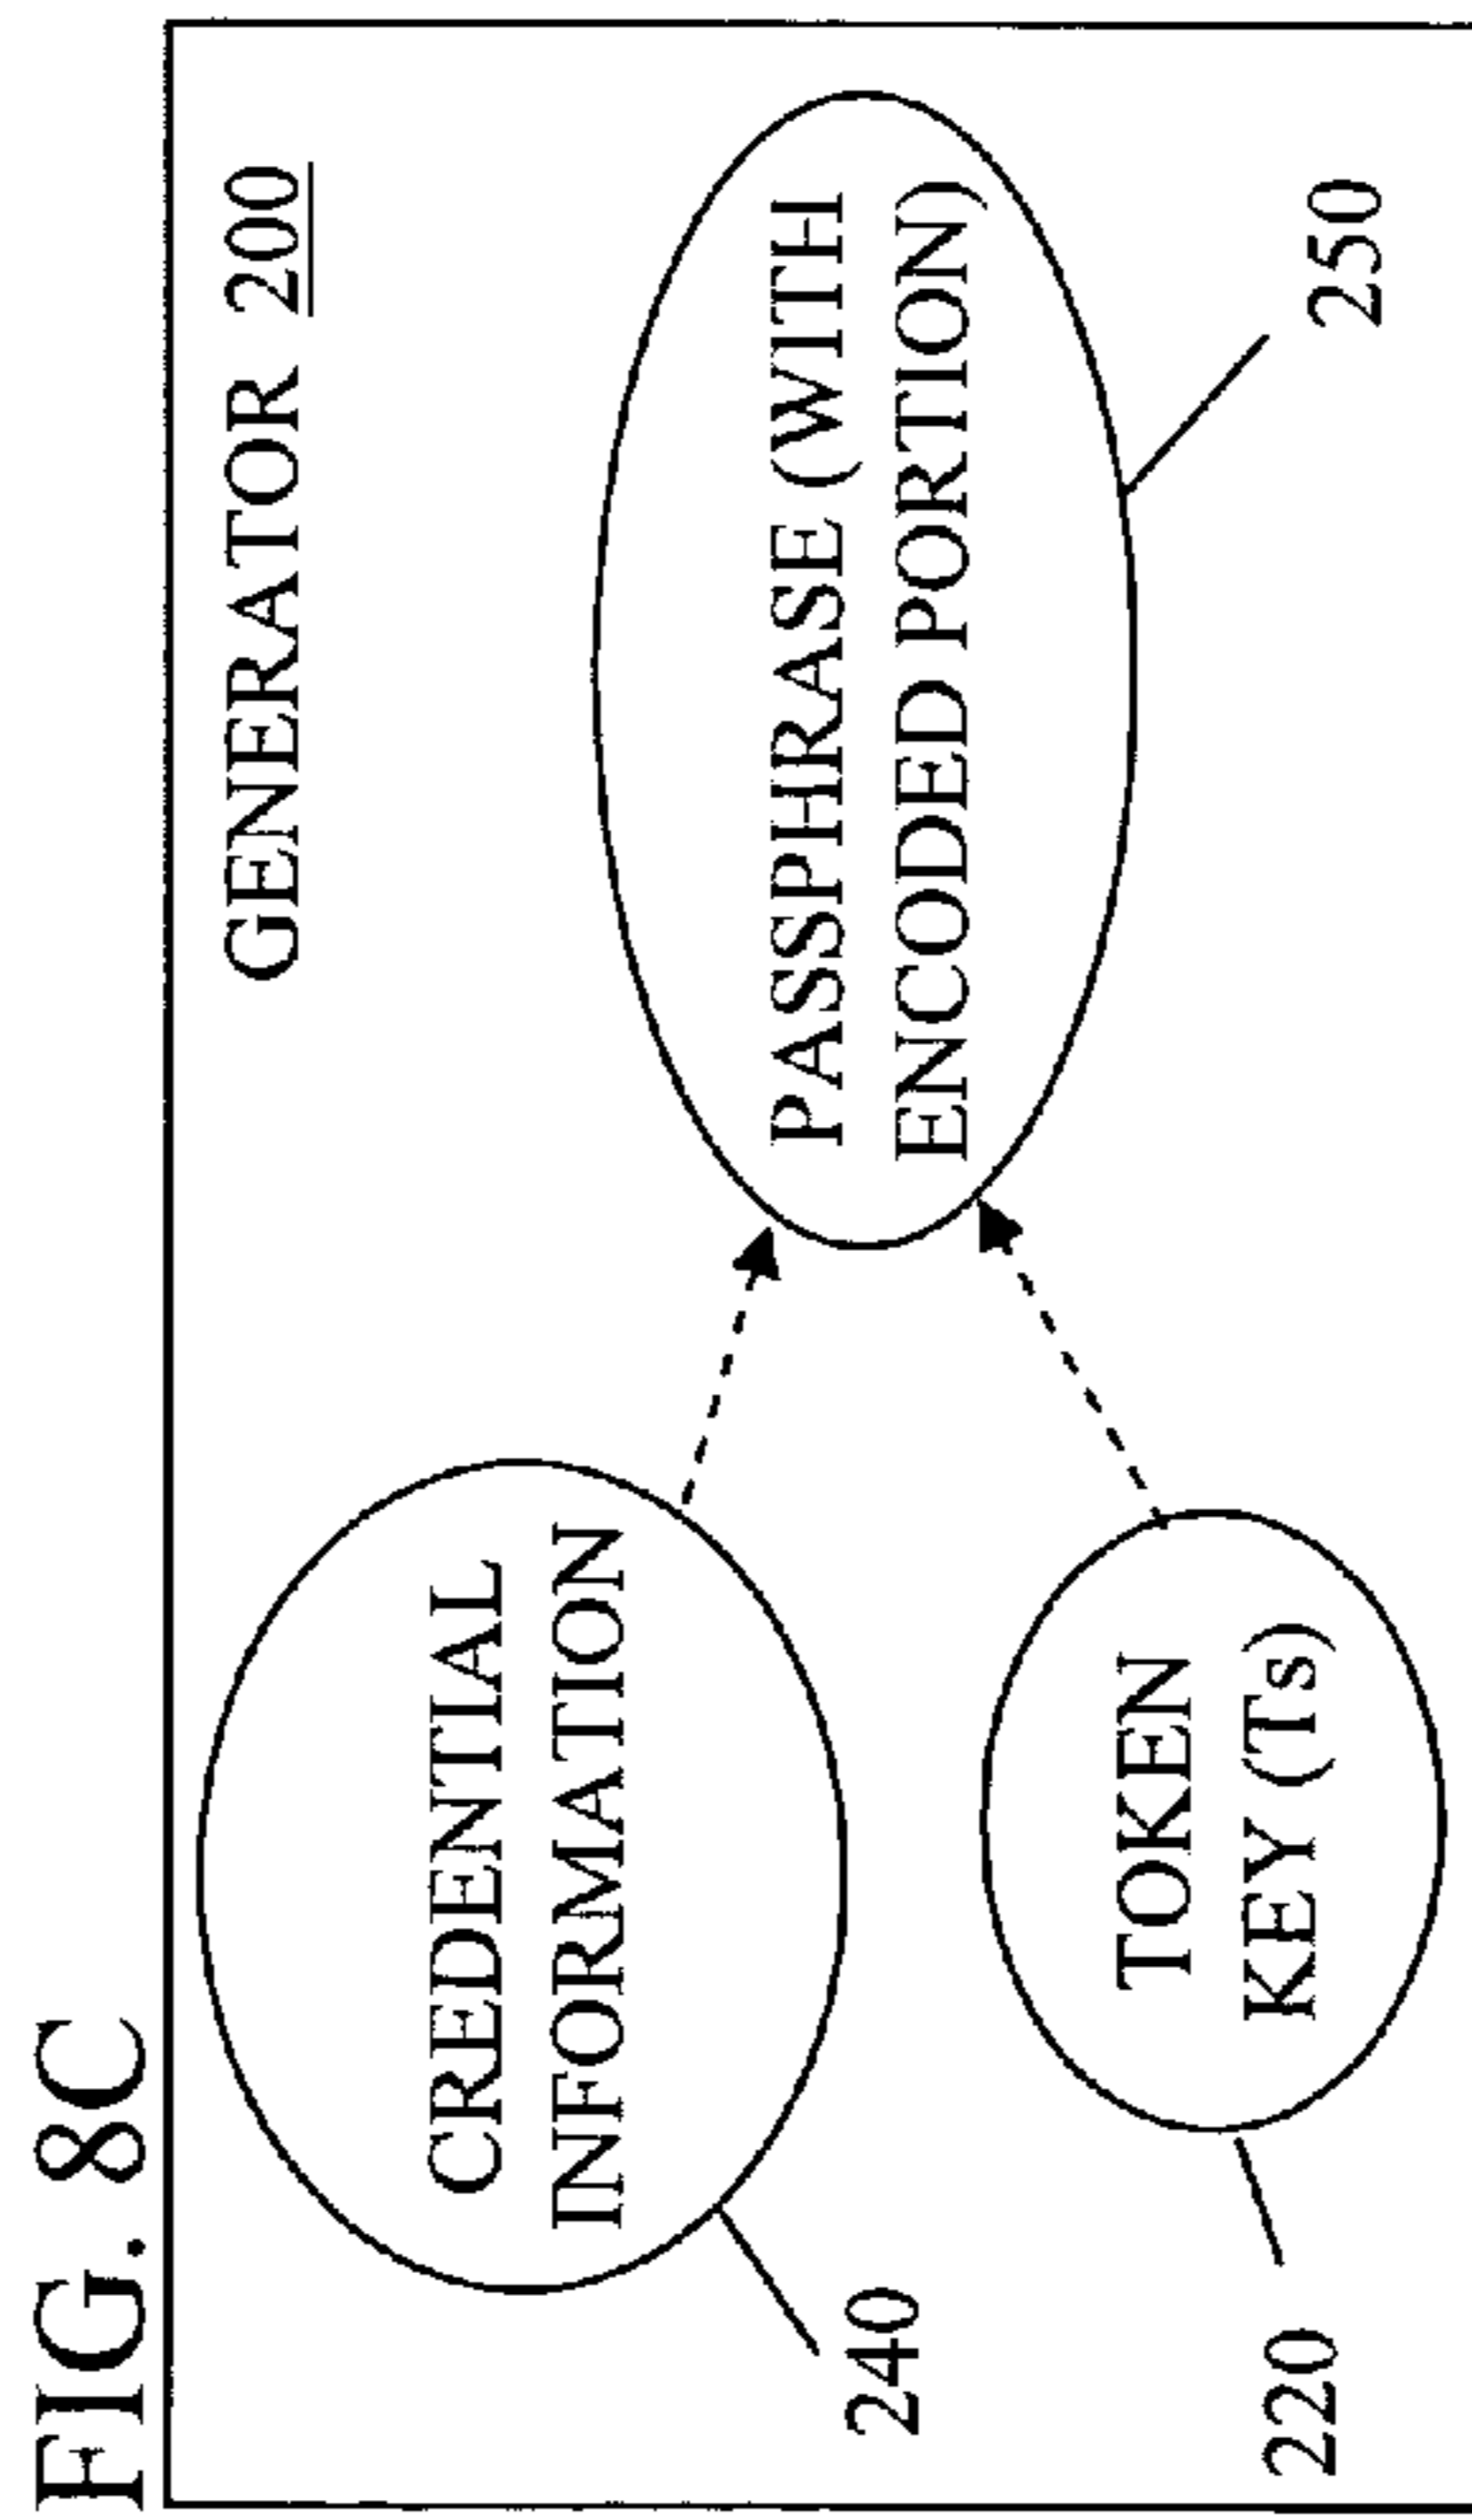 FIG. 8C
GENERATOR 200
CREDENTIAL
INFORMATION
240
PASSPHRASE (WITH
ENCODED PORTION)
250
TOKEN
KEY (Ts)
220